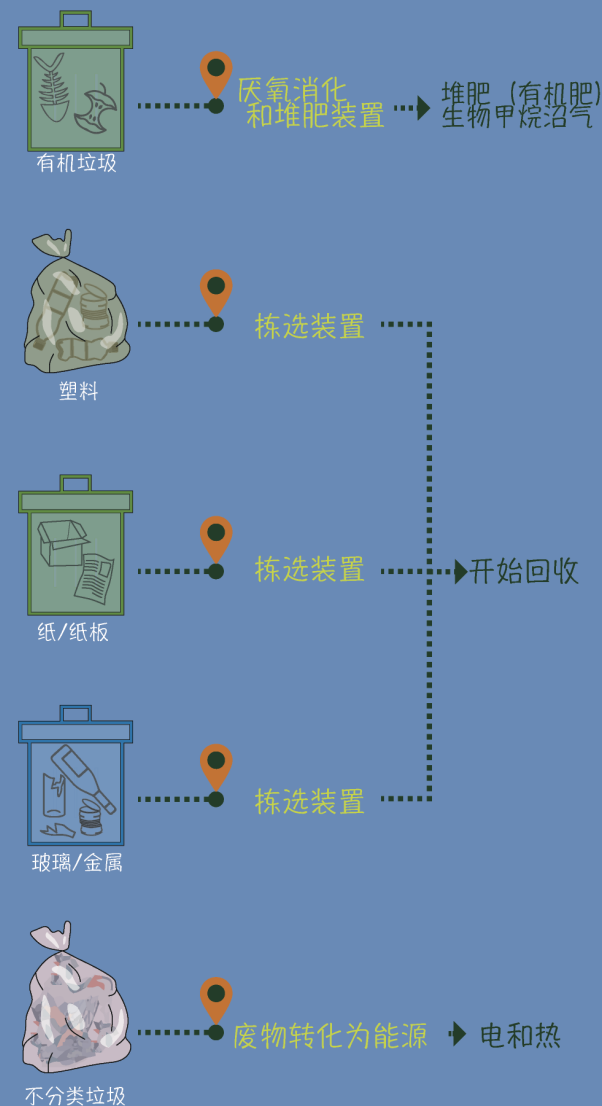 厌氧消化
和堆肥装置
堆肥 (有机肥)
生物甲烷沼气
有机垃圾
拣选装置
塑料
拣选装置
开始回收
纸/纸板
拣选装置
玻璃/金属
废物转化为能源
电和热
不分类垃圾